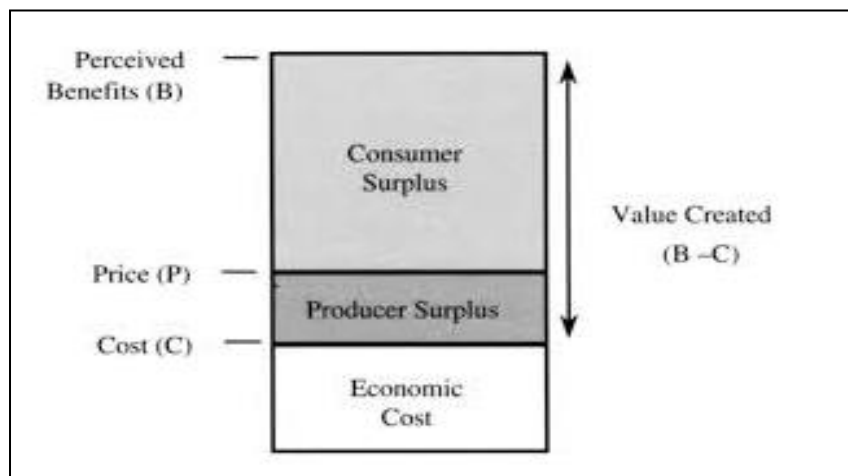 Perceived
Benefits (B)
Consumer
Surplus
Value Created
(B –C)
Price (P)
Producer Surplus
Cost (C)
Economic
Cost